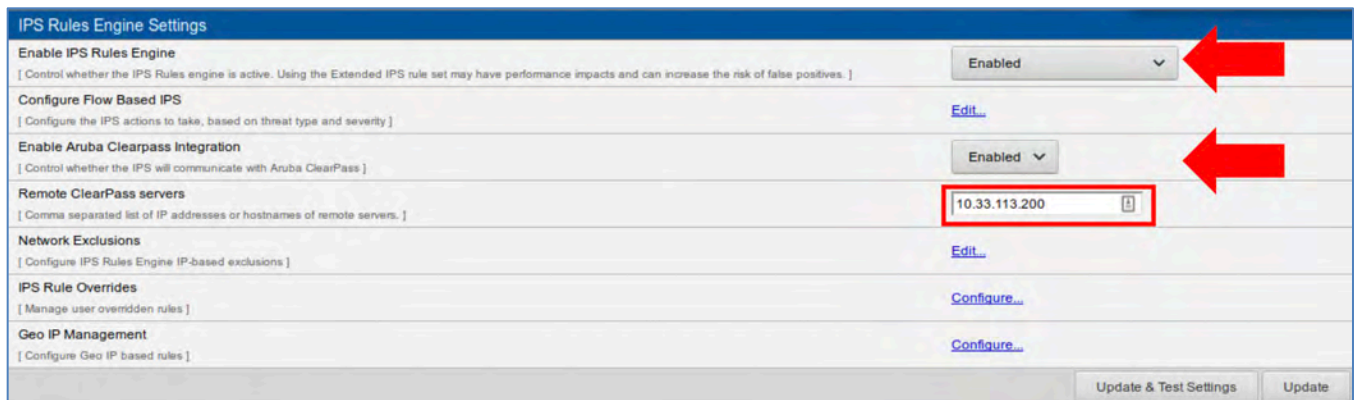 IPS Rules Engine Settings
Enable IPS Rules Engine
Enabled
[ Control whether the IPS Rules engine is active. Using the Extended IPS rule set may have performance impacts and can increase the risk of false positives. ]
Configure Flow Based IPS
Edit...
[ Configure the IPS actions to take, based on threat type and severity ]
Enable Aruba Clearpass Integration
Enabled
[ Control whether the IPS will communicate with Aruba ClearPass ]
Remote ClearPass servers
10.33.113.200
[ Comma separated list of IP addresses or hostnames of remote servers. ]
Network Exclusions
Edit...
[ Configure IPS Rules Engine IP-based exclusions ]
IPS Rule Overrides
Configure...
[ Manage user overridden rules ]
Geo IP Management
Configure...
[ Configure Geo IP based rules ]
Update & Test Settings Update